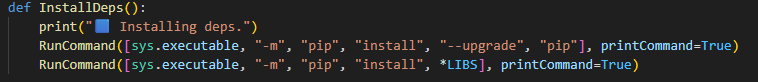 def InstallDeps():
    print("🟦 Installing deps.")
    RunCommand([sys.executable, "-m", "pip", "install", "--upgrade", "pip"], printCommand=True)
    RunCommand([sys.executable, "-m", "pip", "install", *LIBS], printCommand=True)